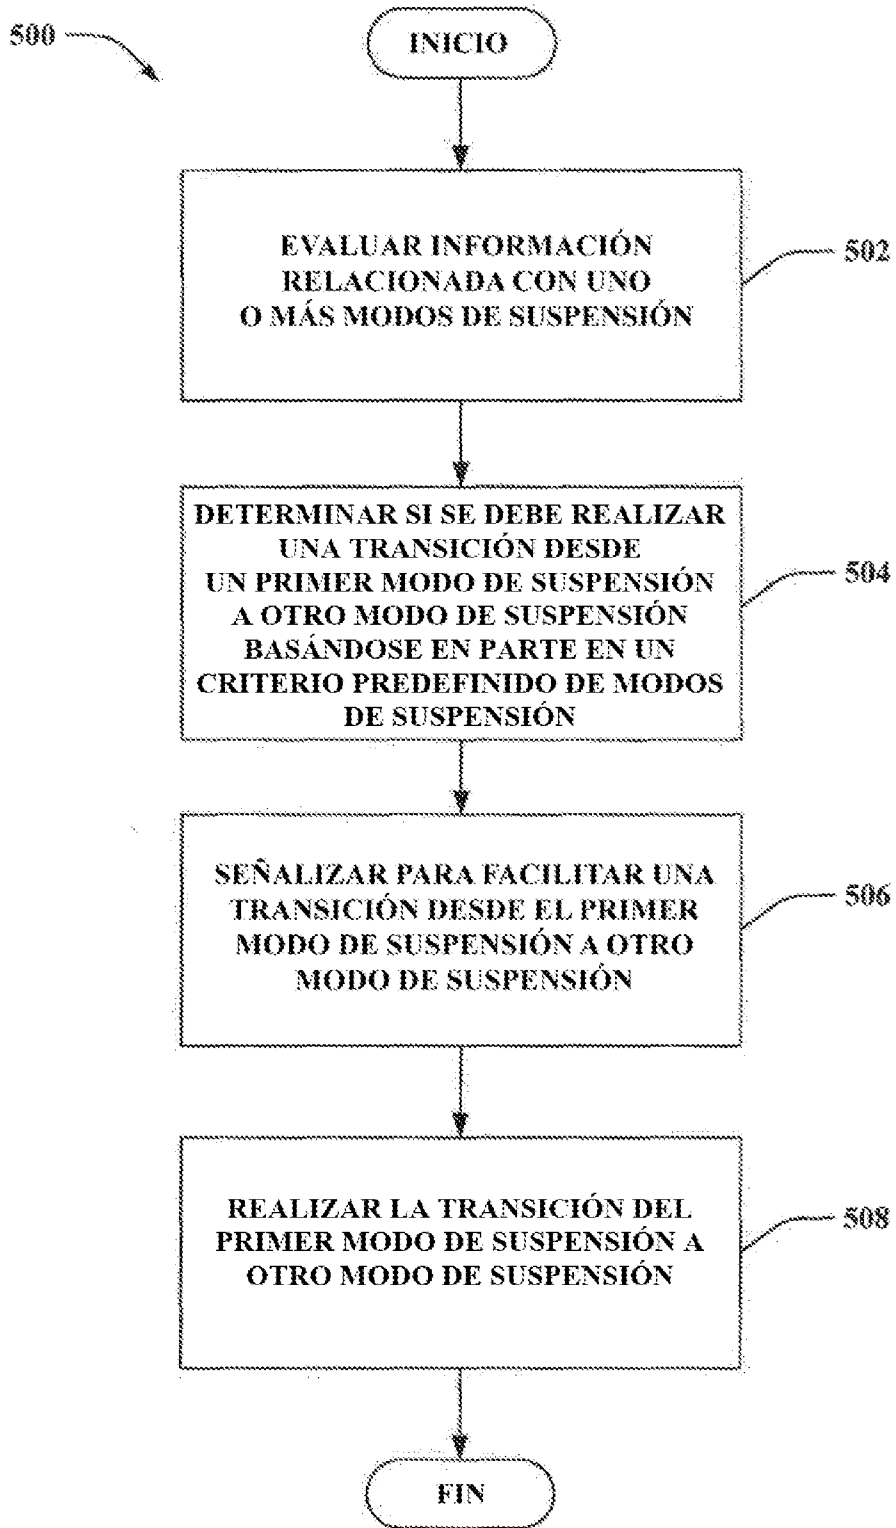 500
INICIO
EVALUAR INFORMACIÓN
RELACIONADA CON UNO
O MÁS MODOS DE SUSPENSIÓN
502
DETERMINAR SI SE DEBE REALIZAR
UNA TRANSICIÓN DESDE
UN PRIMER MODO DE SUSPENSIÓN
A OTRO MODO DE SUSPENSIÓN
BASÁNDOSE EN PARTE EN UN
CRITERIO PREDEFINIDO DE MODOS
DE SUSPENSIÓN
504
SEÑALIZAR PARA FACILITAR UNA
TRANSICIÓN DESDE EL PRIMER
MODO DE SUSPENSIÓN A OTRO
MODO DE SUSPENSIÓN
506
REALIZAR LA TRANSICIÓN DEL
PRIMER MODO DE SUSPENSIÓN A
OTRO MODO DE SUSPENSIÓN
508
FIN